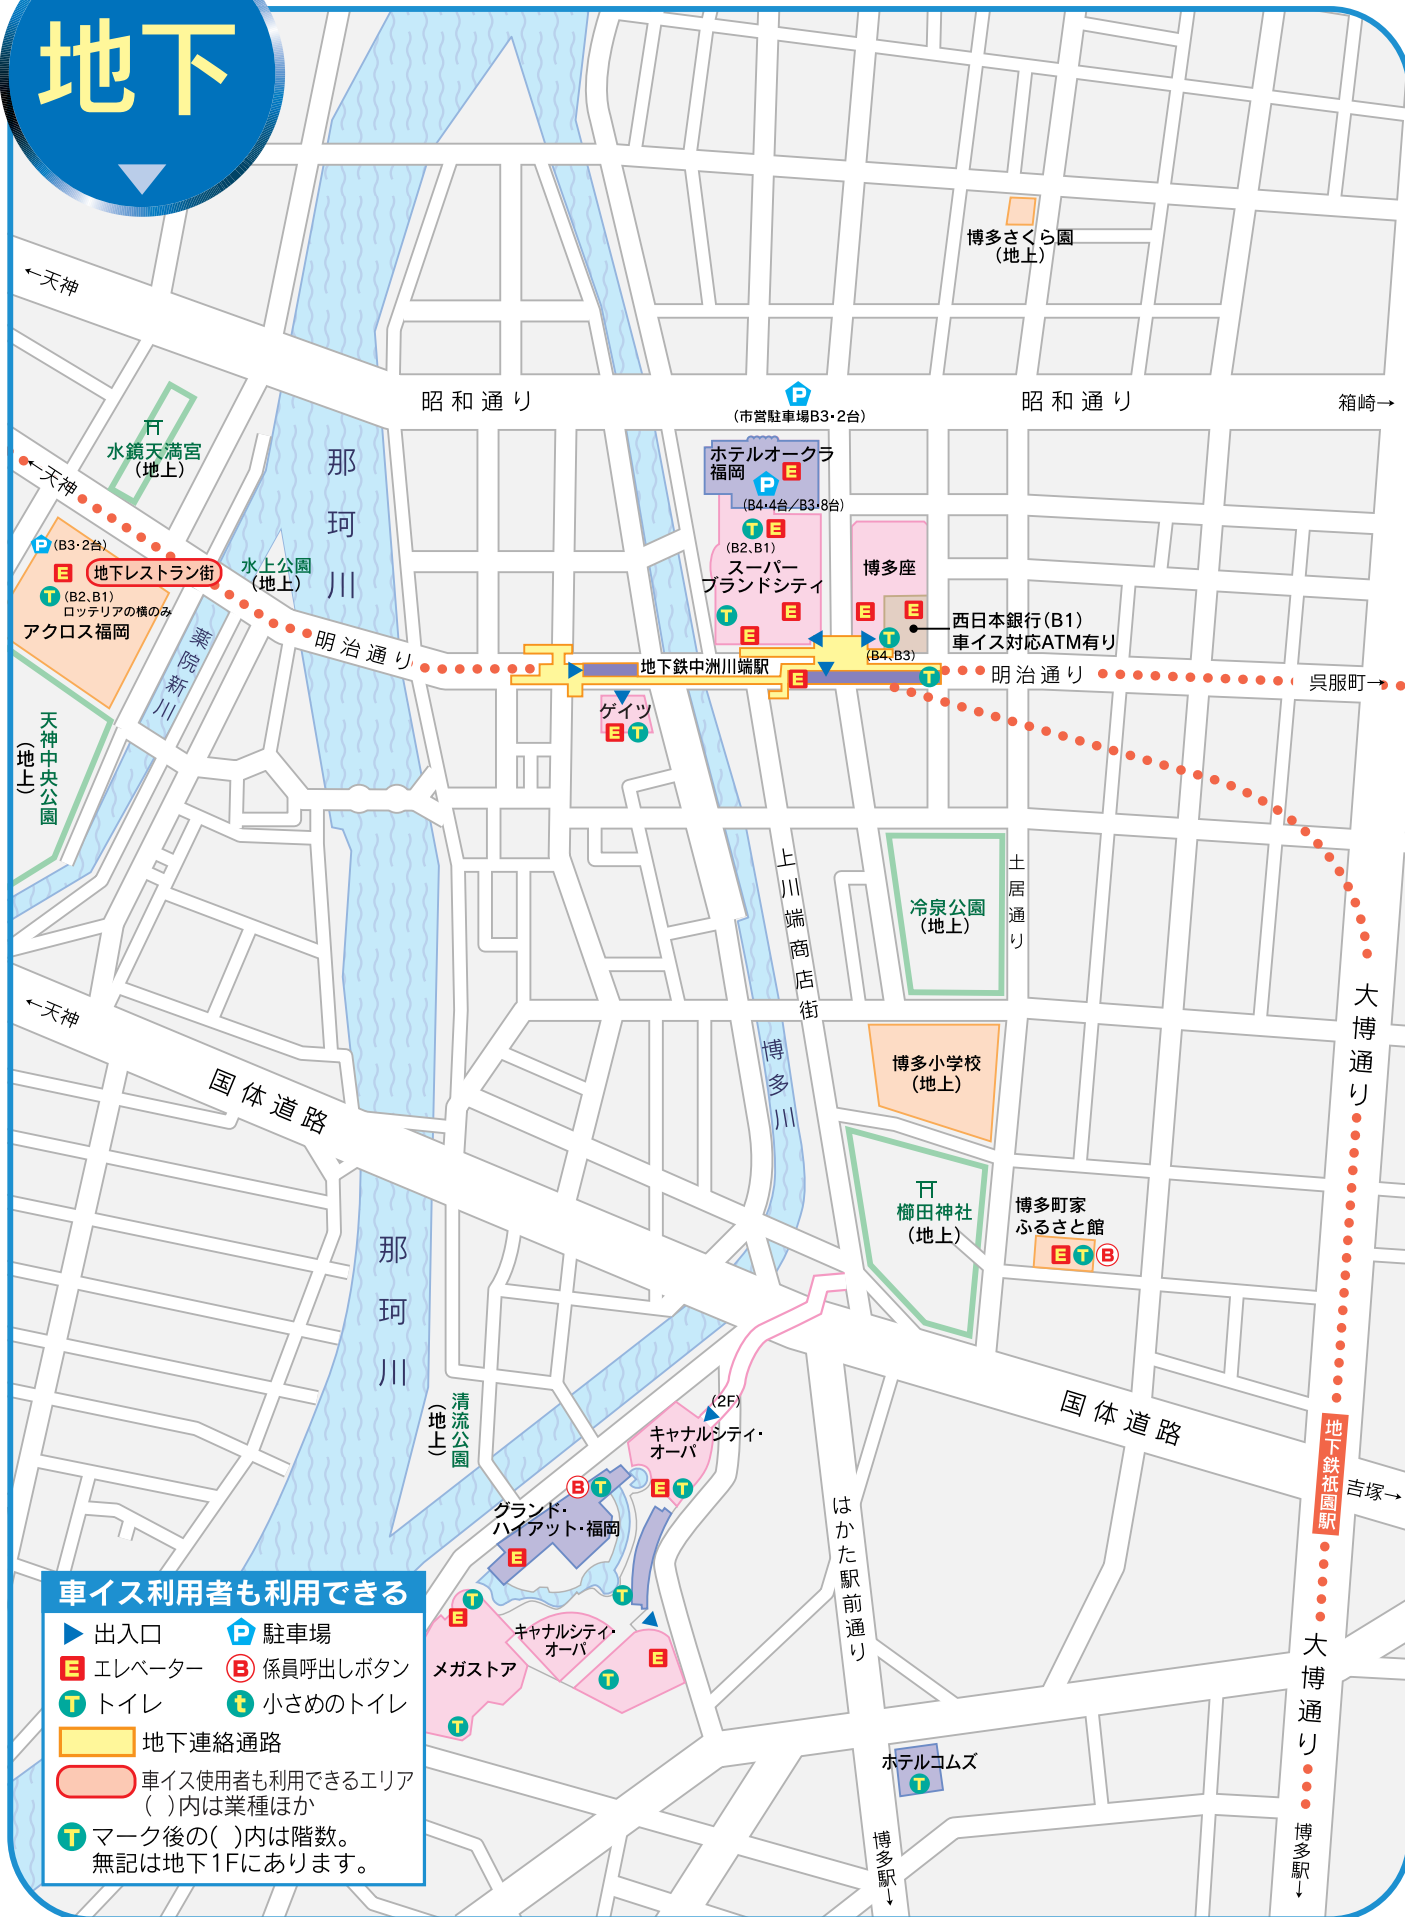 地下
博多さくら園
(地上)
←天神
昭和通り
昭和通り
箱崎→
P
(市営駐車場B3・2台)
水鏡天満宮
(地上)
那珂川
ホテルオークラ
福岡
E
P
(B4・4台/B3・8台)
T E
(B2、B1)
スーパー
ブランドシティ
T E
E
博多座
E E
T
(B4、B3)
西日本銀行(B1)
車イス対応ATM有り
←天神
P (B3・2台)
E 地下レストラン街
T (B2、B1)
ロッテリアの横のみ
アクロス福岡
水上公園
(地上)
薬院新川
明治通り
地下鉄中洲川端駅
E
T
明治通り
呉服町→
ゲイツ
E T
天神中央公園
(地上)
上川端商店街
冷泉公園
(地上)
土居通り
←天神
国体道路
博多川
博多小学校
(地上)
大博通り
櫛田神社
(地上)
博多町家
ふるさと館
E T B
那珂川
清流公園
(地上)
(2F)
キャナルシティ・
オーパ
E T
国体道路
地下鉄祇園駅
吉塚→
B T
グランド・
ハイアット・福岡
E
はかた駅前通り
T
E
T
キャナルシティ・
オーパ
E
T
メガストア
T
大博通り
ホテルコムズ
T
博多駅→
博多駅→
車イス利用者も利用できる
出入口
P 駐車場
E エレベーター
B 係員呼出しボタン
T トイレ
t 小さめのトイレ
地下連絡通路
車イス使用者も利用できるエリア
( )内は業種ほか
T マーク後の( )内は階数。
無記は地下1Fにあります。